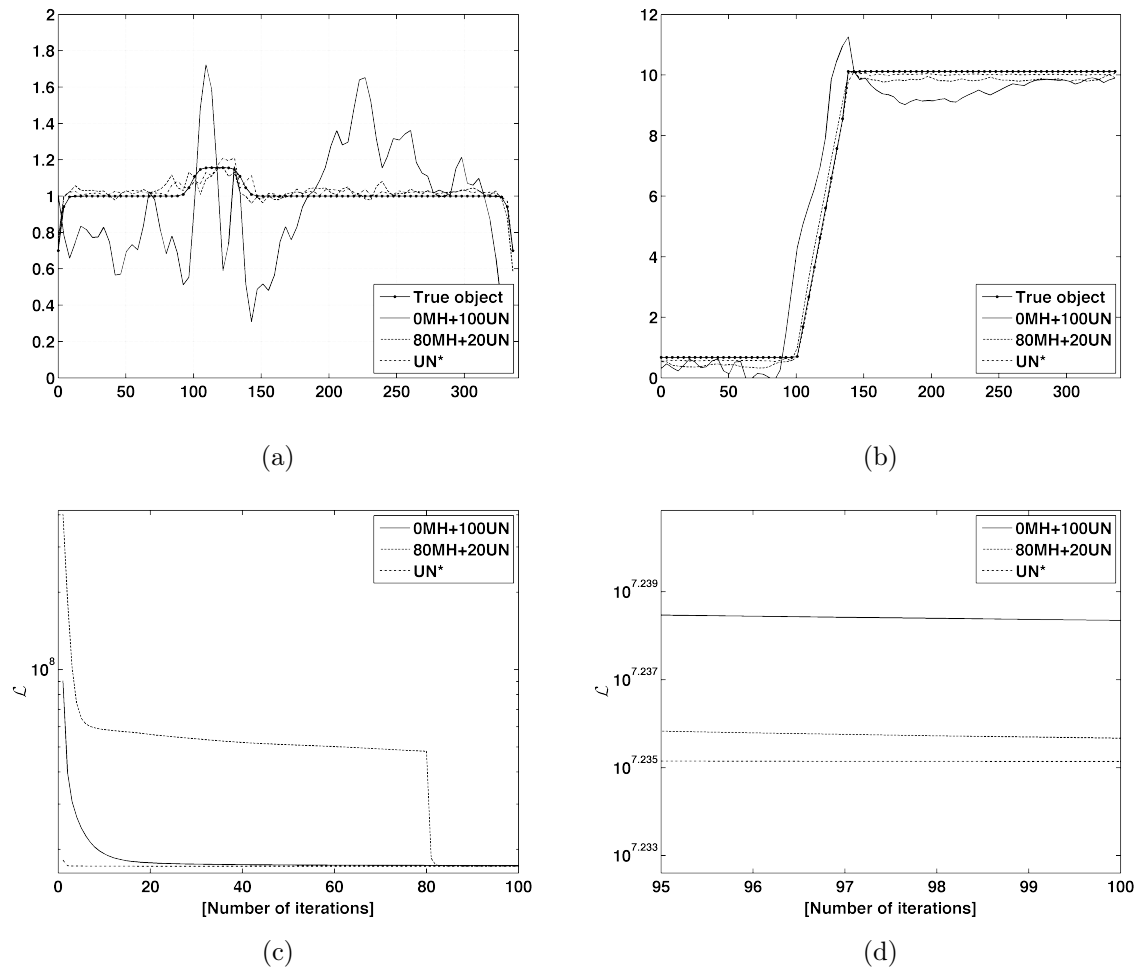 2
1.8
1.6
1.4
1.2
1
0.8
0.6
0.4
0.2
0
0 50 100 150 200 250 300
True object
0MH+100UN
80MH+20UN
UN*
(a)
12
10
8
6
4
2
0
0 50 100 150 200 250 300
True object
0MH+100UN
80MH+20UN
UN*
(b)
10^8
ℒ
0 20 40 60 80 100
[Number of iterations]
0MH+100UN
80MH+20UN
UN*
(c)
10^7.239
10^7.237
10^7.235
10^7.233
ℒ
95 96 97 98 99 100
[Number of iterations]
0MH+100UN
80MH+20UN
UN*
(d)